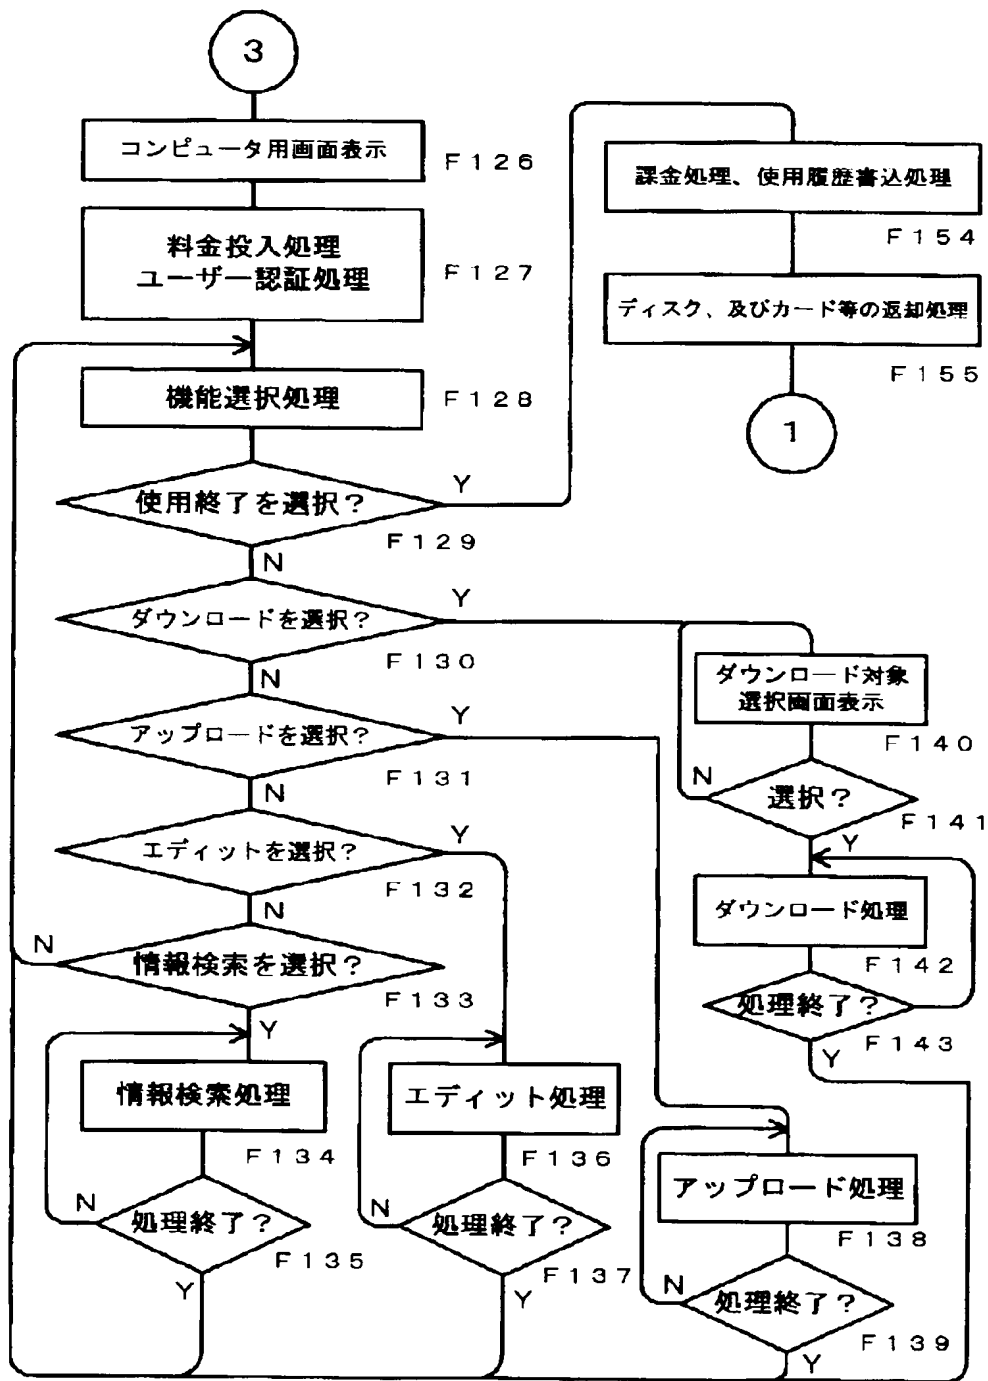 3
コンピュータ用画面表示
F126
料金投入処理
ユーザー認証処理
F127
機能選択処理
F128
使用終了を選択?
Y
F129
N
ダウンロードを選択?
Y
F130
N
アップロードを選択?
Y
F131
N
エディットを選択?
Y
F132
N
情報検索を選択?
N
F133
Y
情報検索処理
F134
処理終了?
N
F135
Y
エディット処理
F136
処理終了?
N
F137
Y
アップロード処理
F138
処理終了?
N
F139
Y
ダウンロード対象
選択画面表示
F140
選択?
N
F141
Y
ダウンロード処理
F142
処理終了?
F143
Y
課金処理、使用履歴書込処理
F154
ディスク、及びカード等の返却処理
F155
1